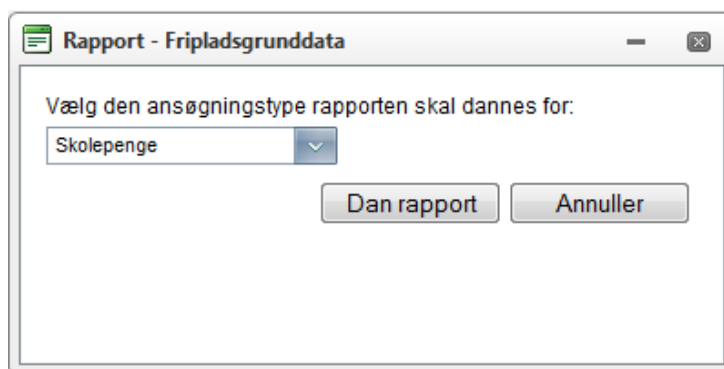 Rapport - Fripladsgrunddata
Vælg den ansøgningstype rapporten skal dannes for:
Skolepenge
Dan rapport Annuller